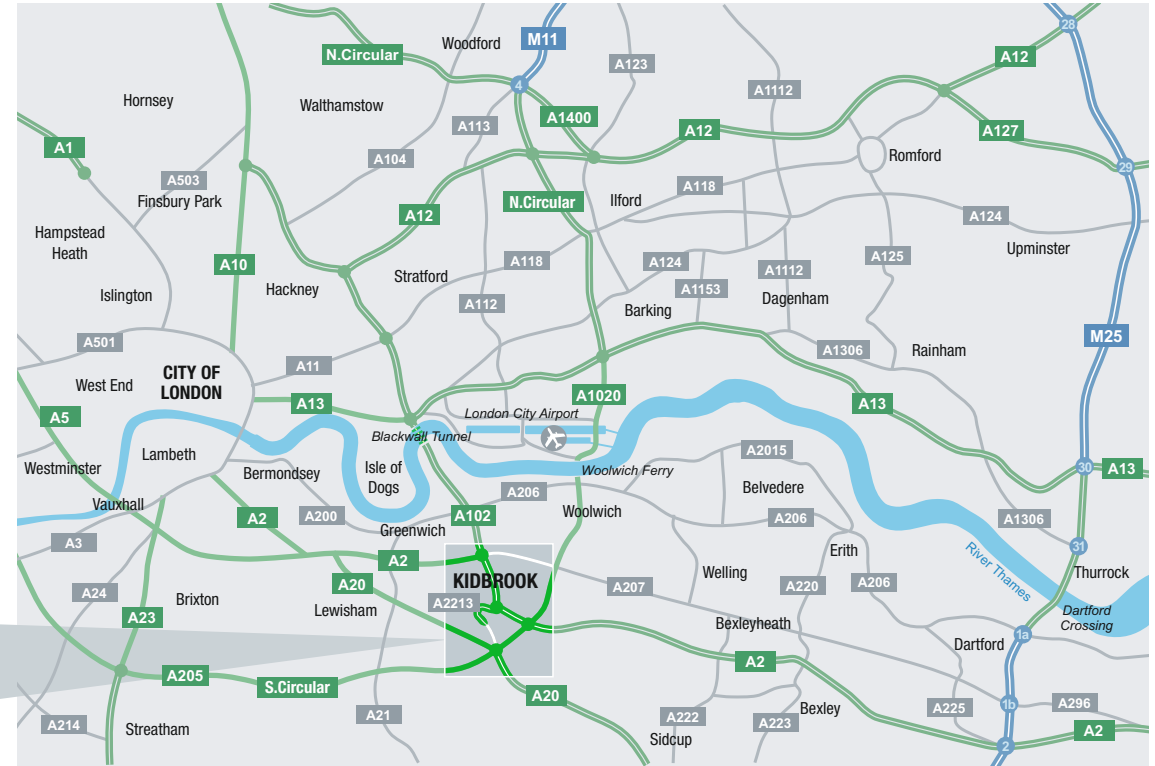 28
Woodford
M11
N.Circular
A12
A123
4
A1112
Hornsey
Walthamstow
A1400
A113
A12
A127
A1
A104
Romford
29
A503
Finsbury Park
A118
N.Circular
Ilford
A12
A124
Hampstead
Heath
Upminster
A10
A125
A118
A124
A1112
Stratford
Hackney
A1153
Islington
A112
Dagenham
Barking
M25
A501
A1306
Rainham
A11
CITY OF
LONDON
West End
A1020
A13
A13
A5
London City Airport
Blackwall Tunnel
A2015
Lambeth
Westminster
Isle of
Dogs
Woolwich Ferry
30
A13
Bermondsey
Belvedere
A206
Vauxhall
Woolwich
A2
A200
A102
A206
A1306
Greenwich
A3
31
Erith
A2
River Thames
Thurrock
Welling
KIDBROOK
A20
A207
A220
A206
A24
Brixton
A2213
Lewisham
Dartford
Crossing
A23
Bexleyheath
1a
Dartford
A2
A205
S.Circular
A20
1b
A296
A225
Bexley
A21
A222
A223
A214
Streatham
A2
Sidcup
2